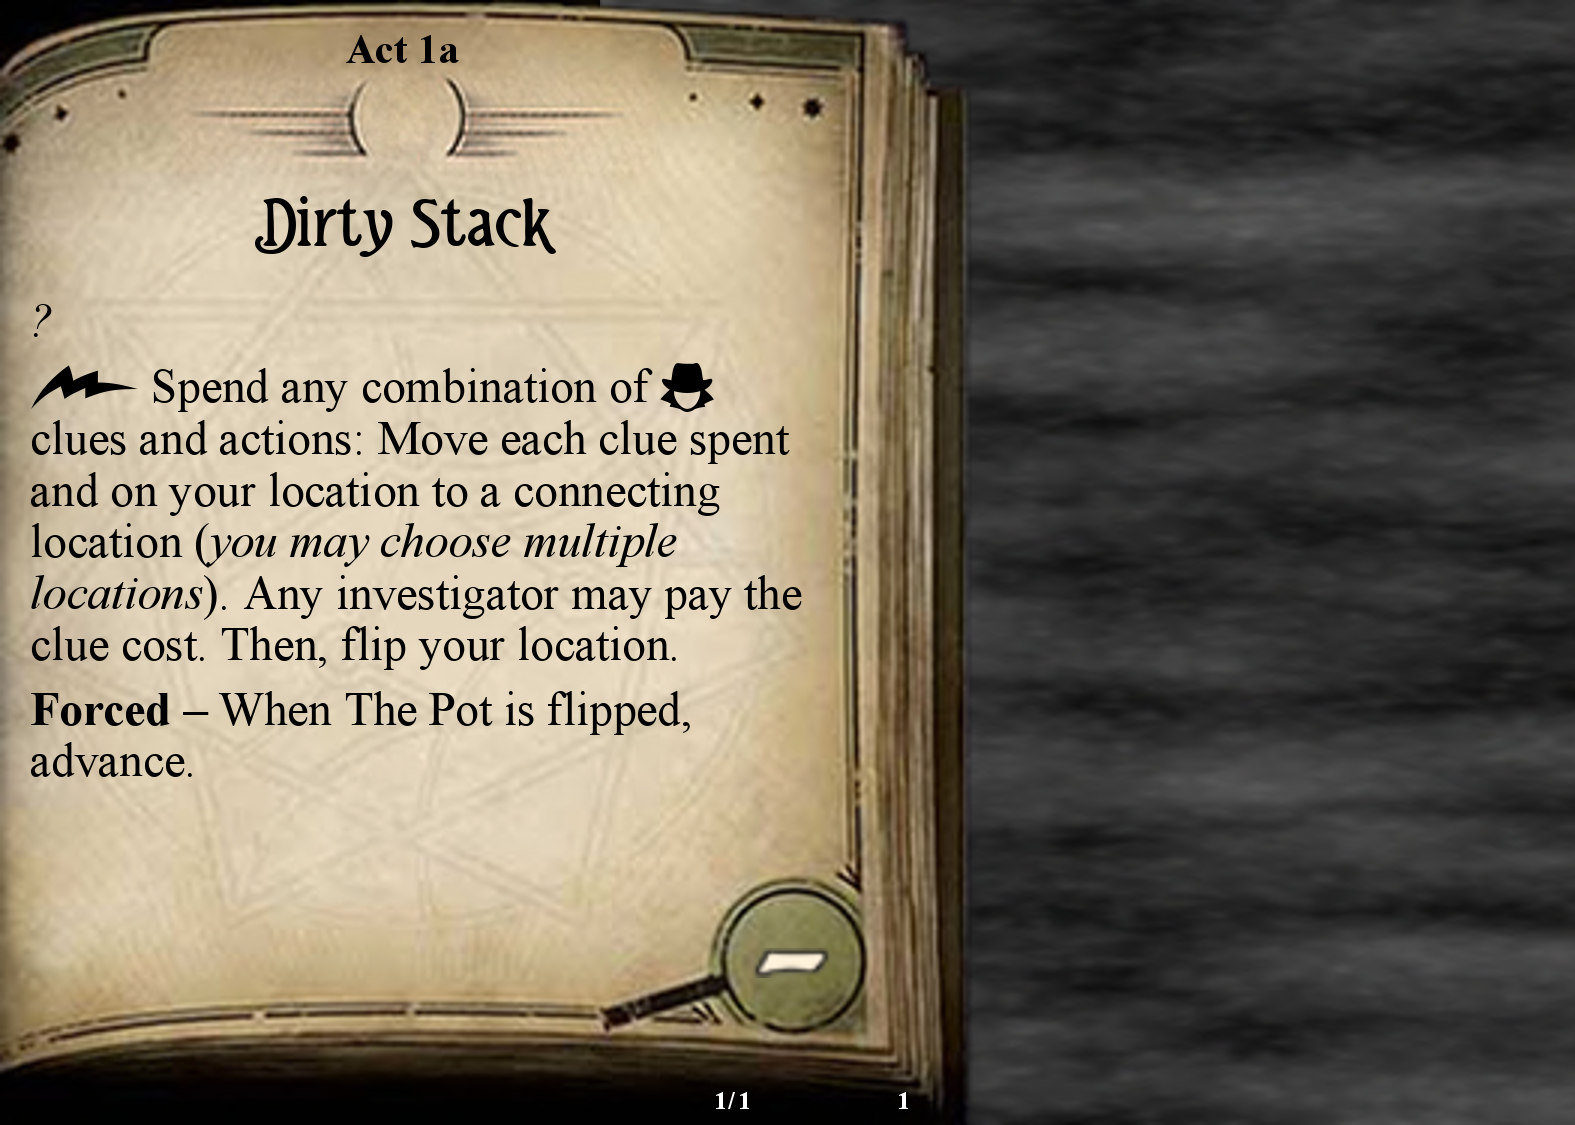 Act 1a
Dirty Stack
?
Spend any combination of
clues and actions: Move each clue spent
and on your location to a connecting
location (you may choose multiple
locations). Any investigator may pay the
clue cost. Then, flip your location.
Forced – When The Pot is flipped,
advance.
-
1/1 1